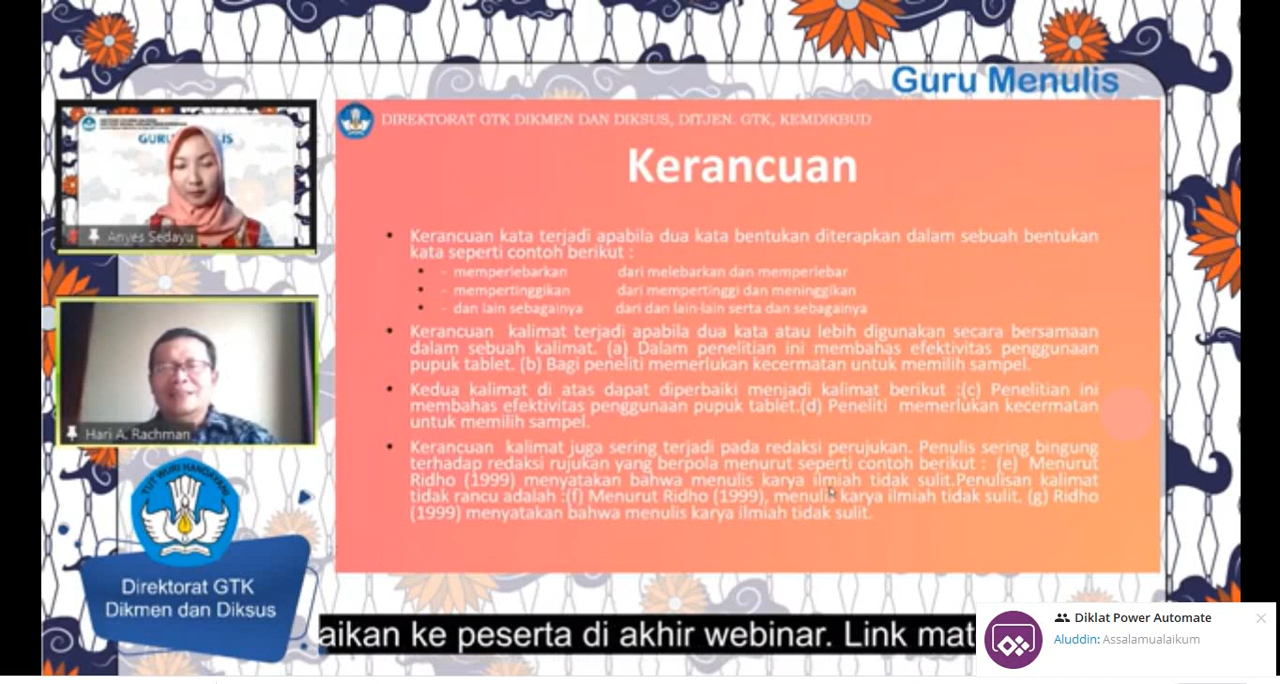 Guru Menulis
DIREKTORAT GTK DIKMEN DAN DIKSUS, DITJEN. GTK, KEMDIKBUD
Kerancuan
GURU LIS
Anyes Sedayu
• Kerancuan kata terjadi apabila dua kata bentukan diterapkan dalam sebuah bentukan
kata seperti contoh berikut :
• - memperlebarkan dari melebarkan dan memperlebar
• - mempertinggikan dari mempertinggi dan meninggikan
• - dan lain sebagainya dari dan lain-lain serta dan sebagainya
• Kerancuan kalimat terjadi apabila dua kata atau lebih digunakan secara bersamaan
dalam sebuah kalimat. (a) Dalam penelitian ini membahas efektivitas penggunaan
pupuk tablet. (b) Bagi peneliti memerlukan kecermatan untuk memilih sampel.
• Kedua kalimat di atas dapat diperbaiki menjadi kalimat berikut :(c) Penelitian ini
membahas efektivitas penggunaan pupuk tablet.(d) Peneliti memerlukan kecermatan
untuk memilih sampel.
• Kerancuan kalimat juga sering terjadi pada redaksi perujukan. Penulis sering bingung
terhadap redaksi rujukan yang berpola menurut seperti contoh berikut : (e) Menurut
Ridho (1999) menyatakan bahwa menulis karya ilmiah tidak sulit.Penulisan kalimat
tidak rancu adalah :(f) Menurut Ridho (1999), menulis karya ilmiah tidak sulit. (g) Ridho
(1999) menyatakan bahwa menulis karya ilmiah tidak sulit.
Hari A. Rachman
TUT WURI HANDAYANI
Direktorat GTK
Dikmen dan Diksus
aikan ke peserta di akhir webinar. Link mat
Diklat Power Automate
Aluddin: Assalamualaikum